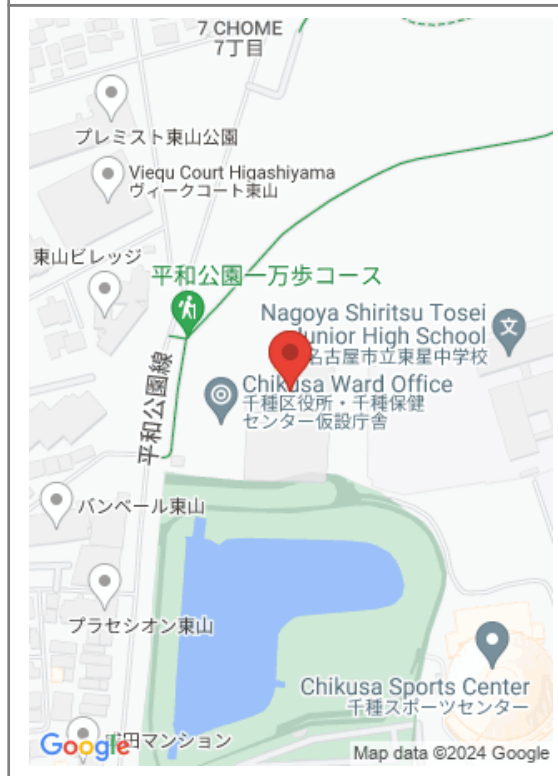 7 CHOME
7丁目
プレミスト東山公園
Viequ Court Higashiyama
ヴィークコート東山
東山ビレッジ
平和公園一万歩コース
Nagoya Shiritsu Tosei
Junior High School
名古屋市立東星中学校
Chikusa Ward Office
千種区役所・千種保健
センター仮設庁舎
平和公園線
バンベール東山
プラセシオン東山
Chikusa Sports Center
千種スポーツセンター
田マンション
Google
Map data ©2024 Google